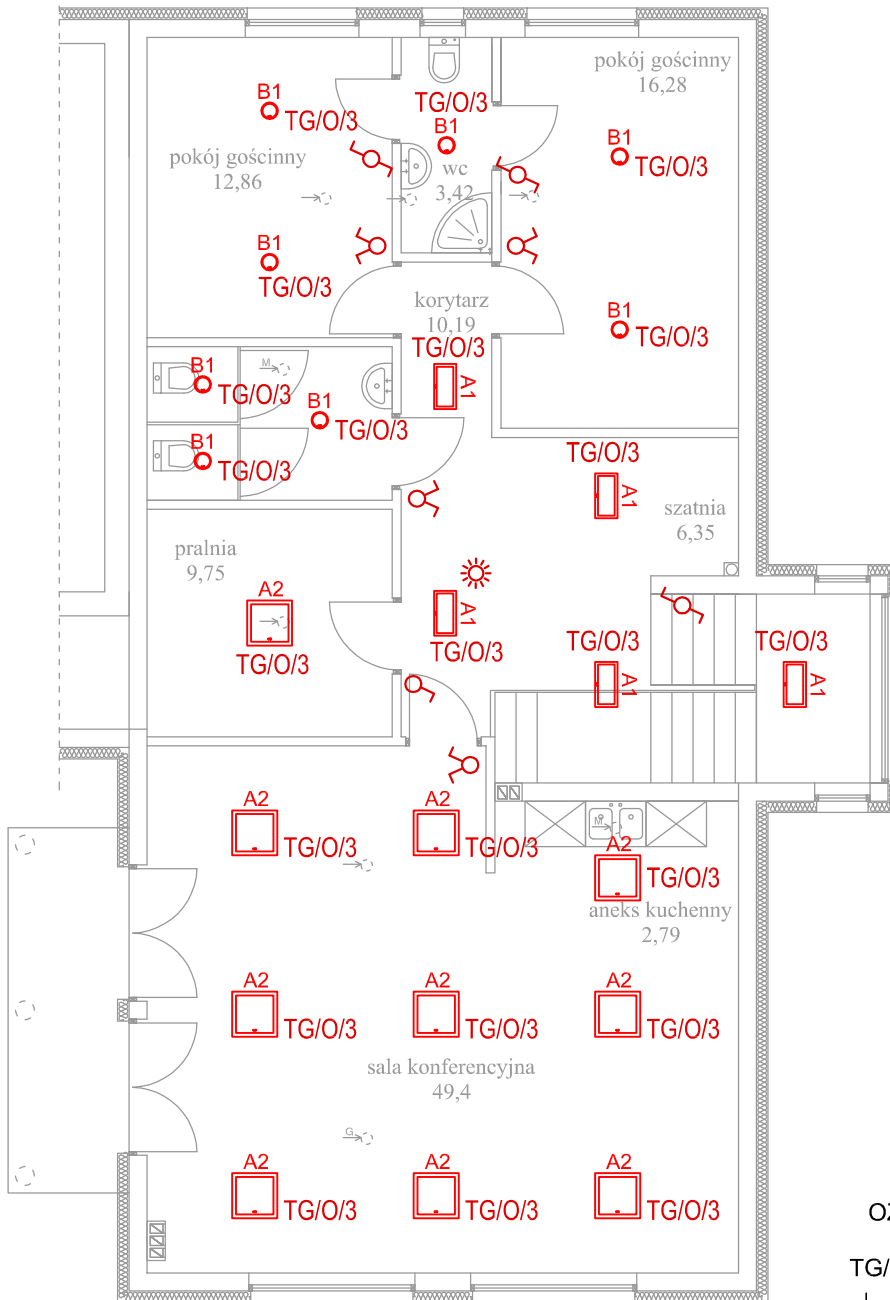 pokój gościnny
16,28
B1
TG/O/3
TG/O/3
B1
B1
TG/O/3
pokój gościnny
12,86
wc
3,42
B1
TG/O/3
korytarz
10,19
B1
TG/O/3
TG/O/3
A1
M
B1
TG/O/3
B1
TG/O/3
B1
TG/O/3
TG/O/3
A1
szatnia
6,35
pralnia
9,75
A2
TG/O/3
A1
TG/O/3
TG/O/3
A1
TG/O/3
A1
A2
TG/O/3
A2
TG/O/3
M
A2
TG/O/3
aneks kuchenny
2,79
A2
TG/O/3
A2
TG/O/3
A2
TG/O/3
sala konferencyjna
49,4
G
A2
TG/O/3
A2
TG/O/3
A2
TG/O/3
TG/